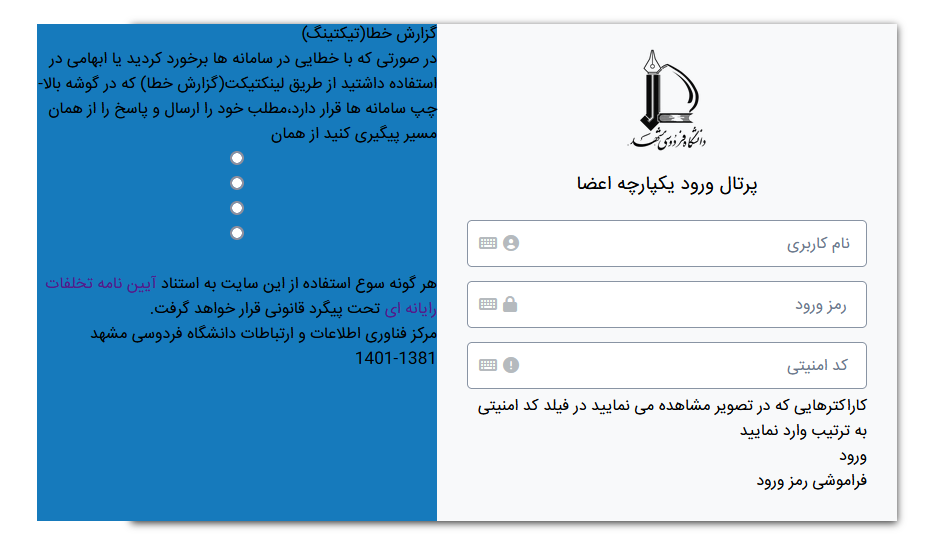 دانشگاه فردوسی مشهد
پرتال ورود یکپارچه اعضا
نام کاربری
رمز ورود
کد امنیتی
کاراکترهایی که در تصویر مشاهده می نمایید در فیلد کد امنیتی
به ترتیب وارد نمایید
ورود
فراموشی رمز ورود
گزارش خطا(تیکتینگ)
در صورتی که با خطایی در سامانه ها برخورد کردید یا ابهامی در
استفاده داشتید از طریق لینکتیکت(گزارش خطا) که در گوشه بالا-
چپ سامانه ها قرار دارد،مطلب خود را ارسال و پاسخ را از همان
مسیر پیگیری کنید از همان
هر گونه سوع استفاده از این سایت به استناد آیین نامه تخلفات
رایانه ای تحت پیگرد قانونی قرار خواهد گرفت.
مرکز فناوری اطلاعات و ارتباطات دانشگاه فردوسی مشهد
1401-1381